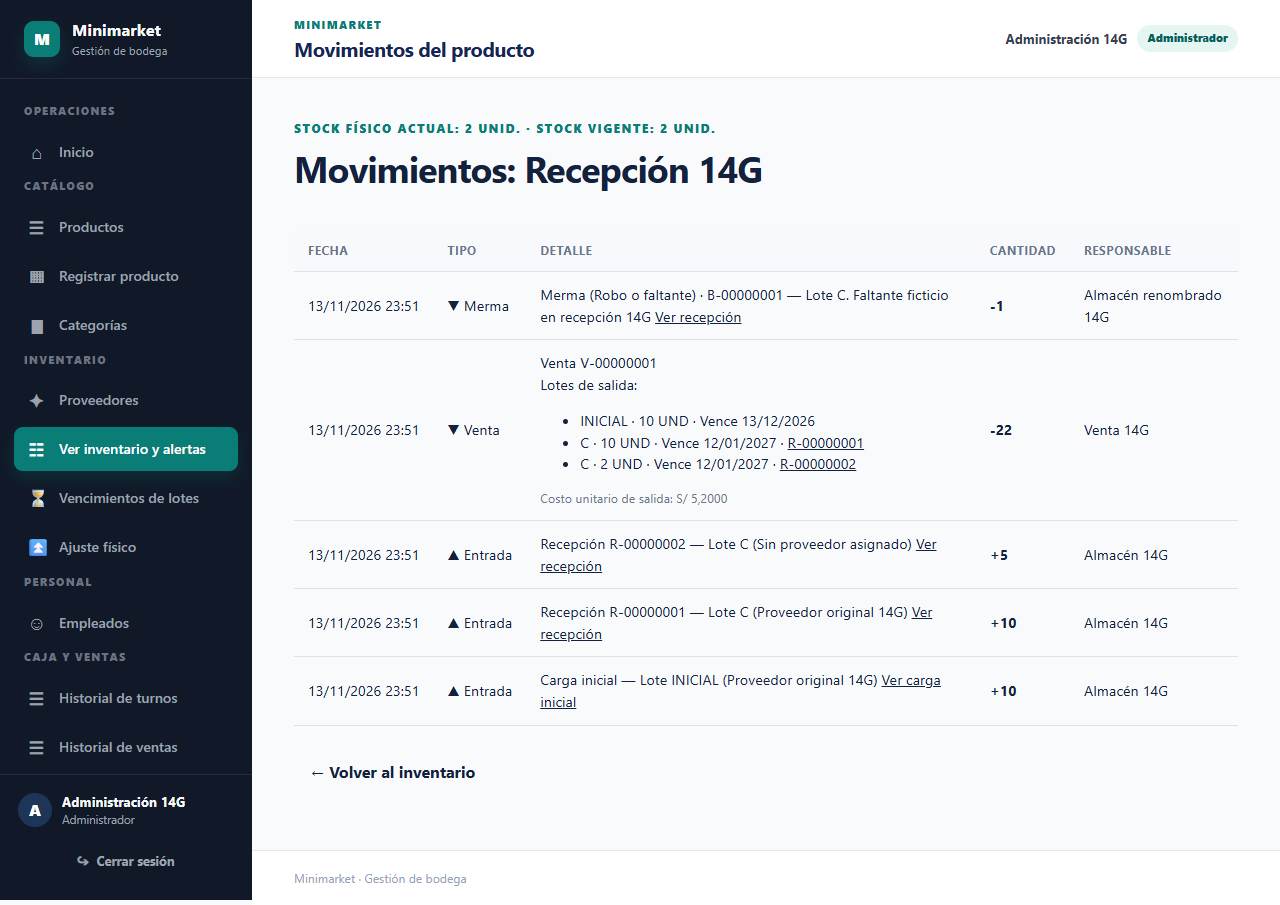 M
Minimarket
Gestión de bodega
OPERACIONES
Inicio
CATÁLOGO
Productos
Registrar producto
Categorías
INVENTARIO
Proveedores
Ver inventario y alertas
Vencimientos de lotes
Ajuste físico
PERSONAL
Empleados
CAJA Y VENTAS
Historial de turnos
Historial de ventas
A
Administración 14G
Administrador
↪ Cerrar sesión
MINIMARKET
Movimientos del producto
Administración 14G
Administrador
STOCK FÍSICO ACTUAL: 2 UNID. · STOCK VIGENTE: 2 UNID.
Movimientos: Recepción 14G
FECHA TIPO DETALLE CANTIDAD RESPONSABLE
13/11/2026 23:51 ▼ Merma
Merma (Robo o faltante) · B-00000001 — Lote C. Faltante ficticio
en recepción 14G Ver recepción
-1
Almacén renombrado
14G
13/11/2026 23:51 ▼ Venta
Venta V-00000001
Lotes de salida:
• INICIAL · 10 UND · Vence 13/12/2026
• C · 10 UND · Vence 12/01/2027 · R-00000001
• C · 2 UND · Vence 12/01/2027 · R-00000002
Costo unitario de salida: S/ 5,2000
-22
Venta 14G
13/11/2026 23:51 ▲ Entrada
Recepción R-00000002 — Lote C (Sin proveedor asignado) Ver
recepción
+5
Almacén 14G
13/11/2026 23:51 ▲ Entrada
Recepción R-00000001 — Lote C (Proveedor original 14G) Ver
recepción
+10
Almacén 14G
13/11/2026 23:51 ▲ Entrada
Carga inicial — Lote INICIAL (Proveedor original 14G) Ver carga
inicial
+10
Almacén 14G
← Volver al inventario
Minimarket · Gestión de bodega